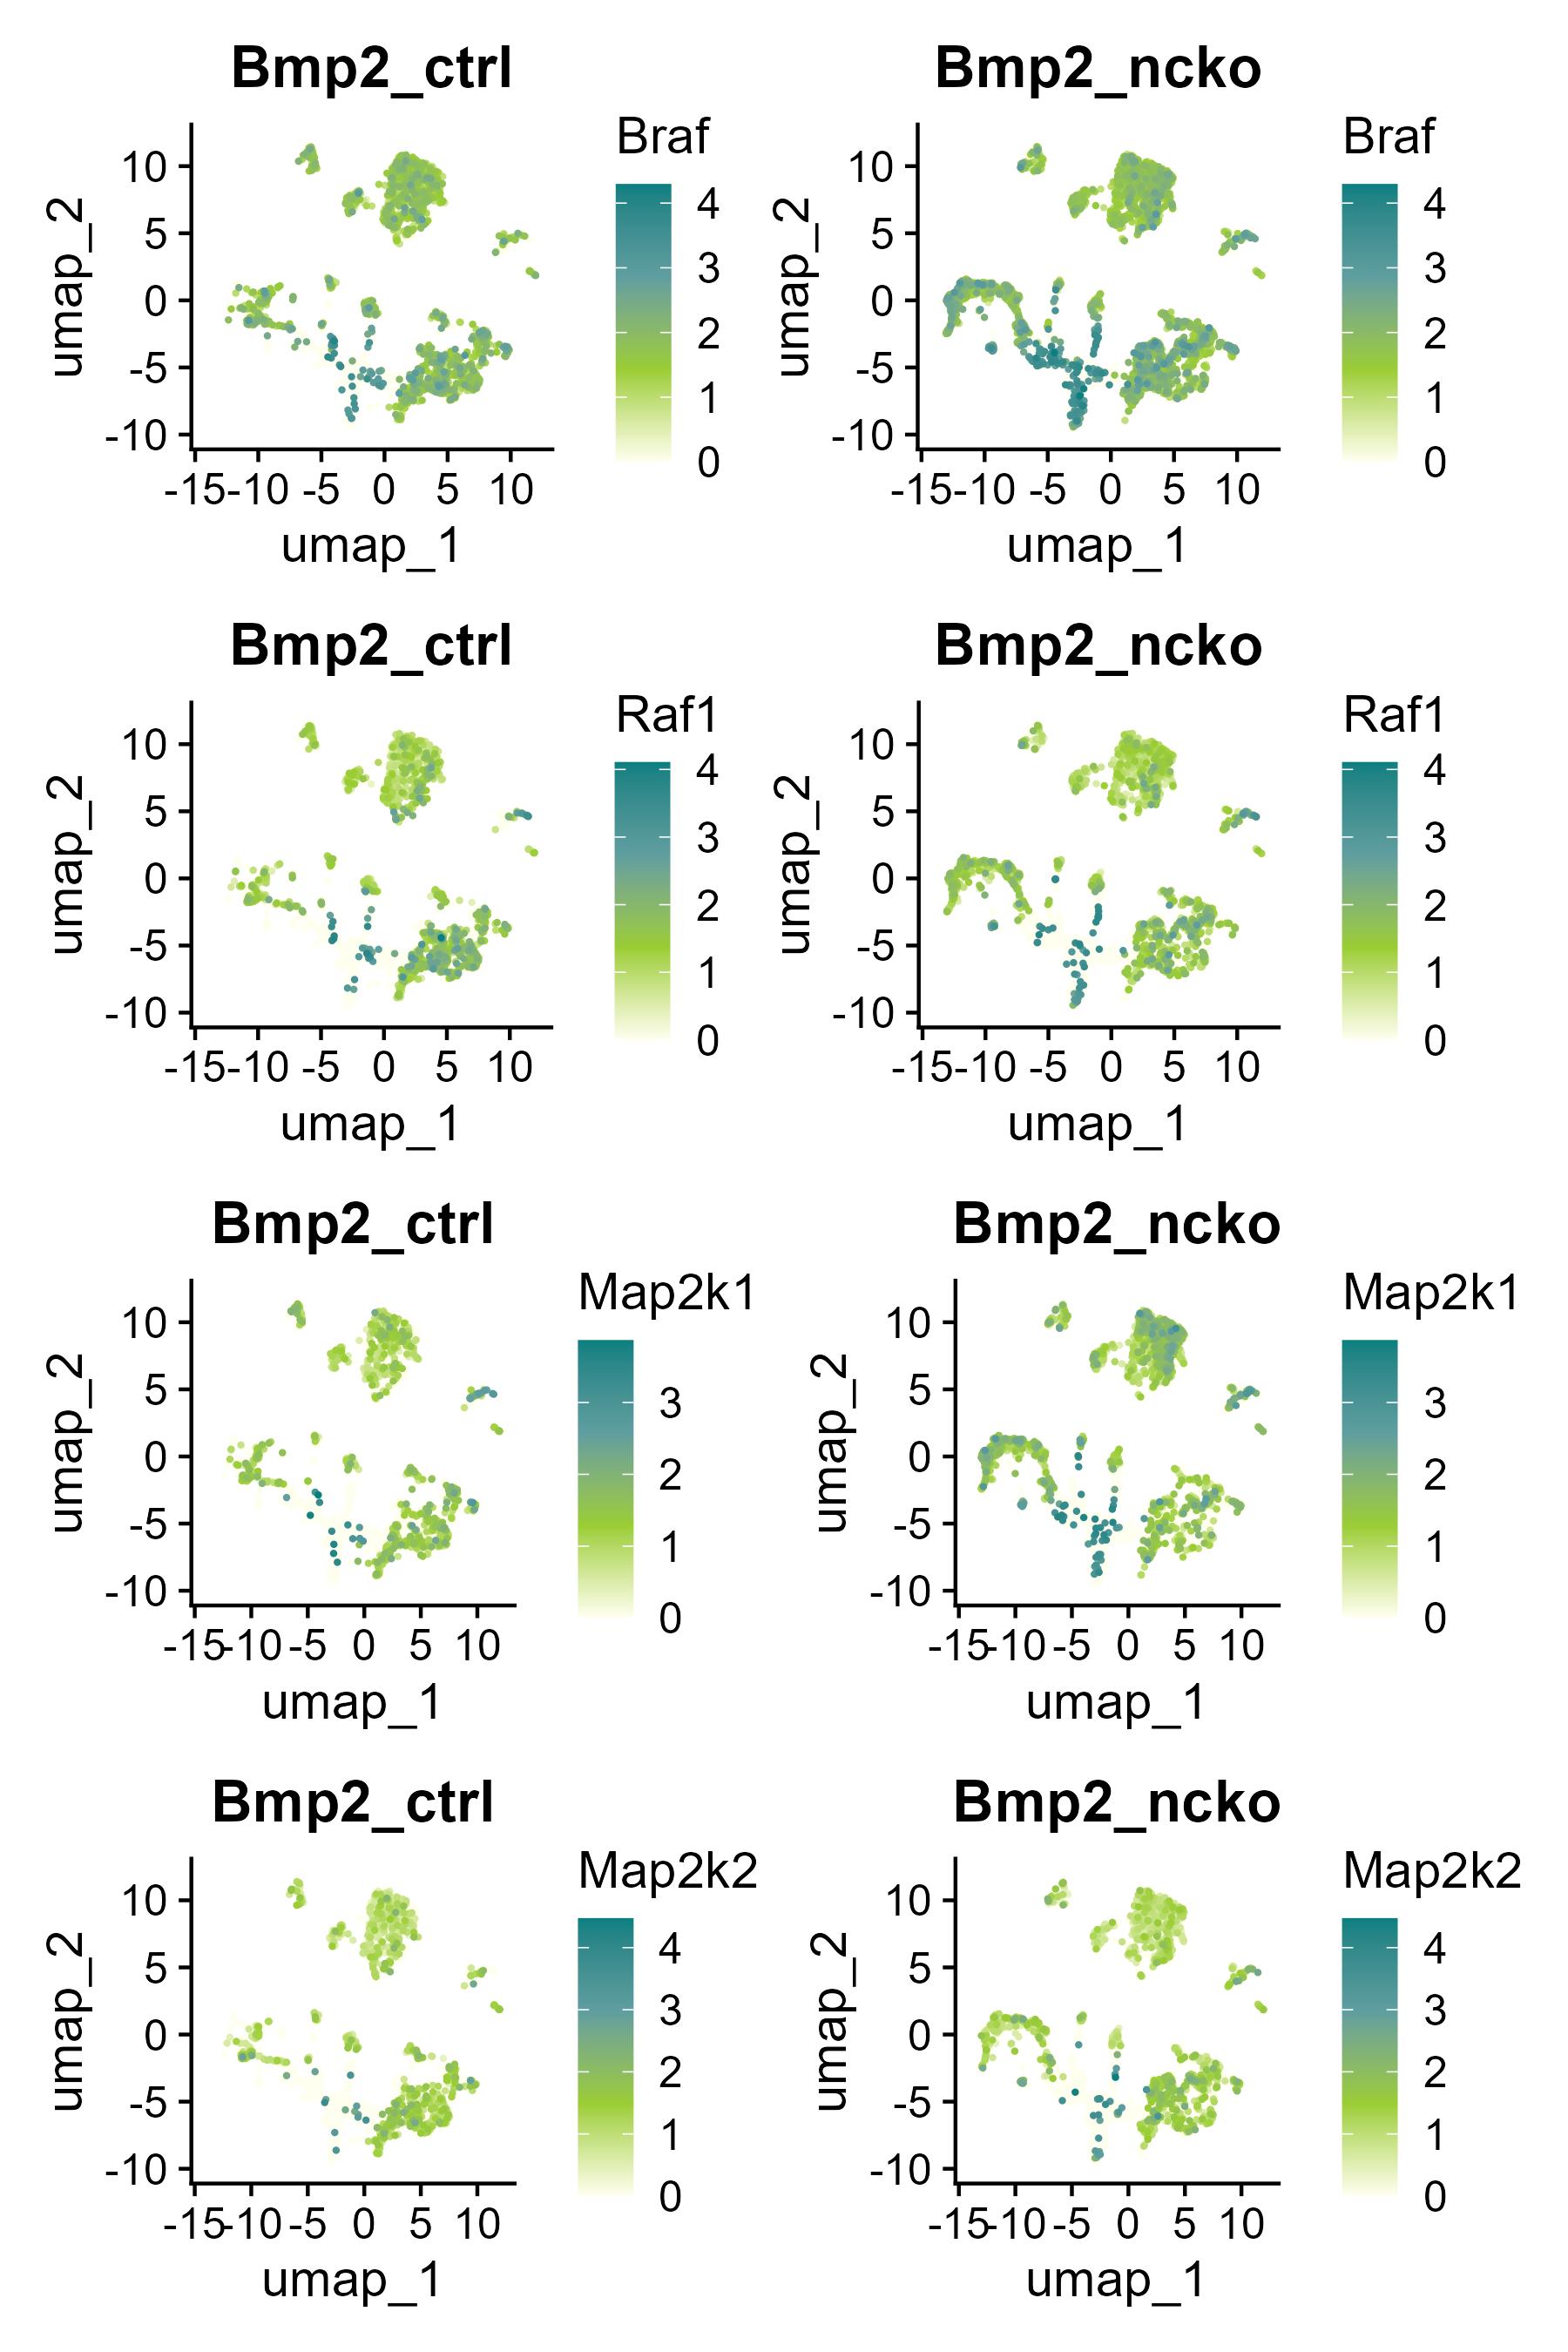 Bmp2_ctrl Bmp2_ncko
Braf Braf
umap_2 10 5 0 -5 -10 4 3 2 1 0 umap_2 10 5 0 -5 -10 4 3 2 1 0
-15 -10 -5 0 5 10 -15 -10 -5 0 5 10
umap_1 umap_1
Bmp2_ctrl Bmp2_ncko
Raf1 Raf1
umap_2 10 5 0 -5 -10 4 3 2 1 0 umap_2 10 5 0 -5 -10 4 3 2 1 0
-15 -10 -5 0 5 10 -15 -10 -5 0 5 10
umap_1 umap_1
Bmp2_ctrl Bmp2_ncko
Map2k1 Map2k1
umap_2 10 5 0 -5 -10 3 2 1 0 umap_2 10 5 0 -5 -10 3 2 1 0
-15 -10 -5 0 5 10 -15 -10 -5 0 5 10
umap_1 umap_1
Bmp2_ctrl Bmp2_ncko
Map2k2 Map2k2
umap_2 10 5 0 -5 -10 4 3 2 1 0 umap_2 10 5 0 -5 -10 4 3 2 1 0
-15 -10 -5 0 5 10 -15 -10 -5 0 5 10
umap_1 umap_1